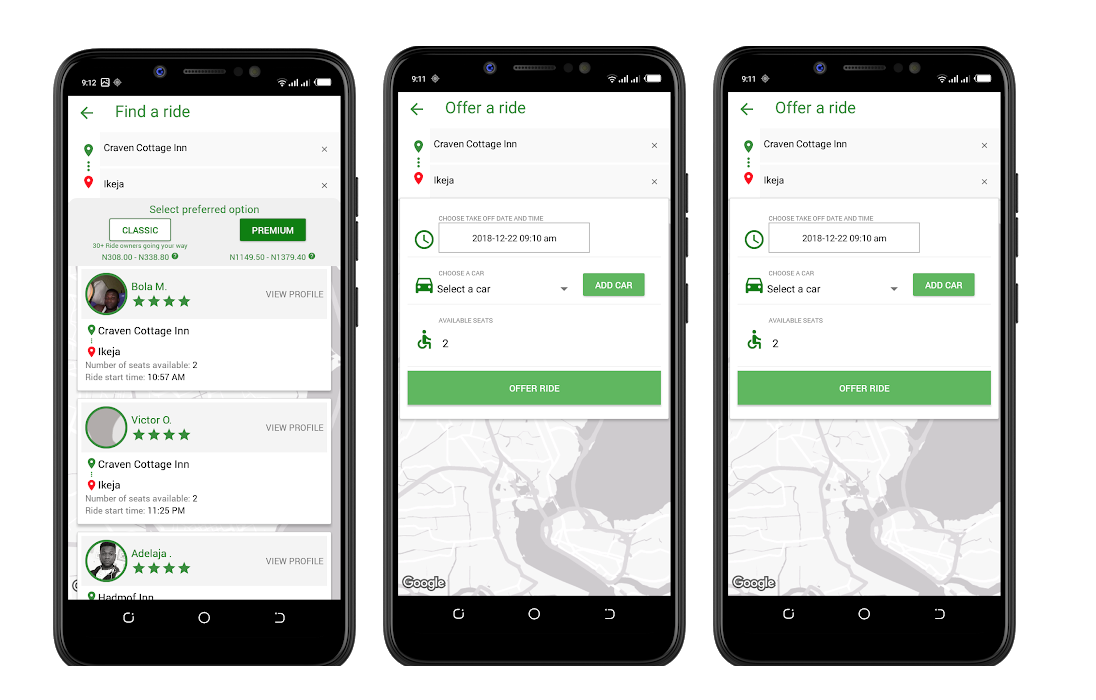 9:12
Find a ride
Craven Cottage Inn ×
Ikeja ×
Select preferred option
CLASSIC PREMIUM
30+ Ride owners going your way
N308.00 - N338.80 ? N1149.50 - N1379.40 ?
Bola M.
VIEW PROFILE
Craven Cottage Inn
Ikeja
Number of seats available: 2
Ride start time: 10:57 AM
Victor O.
VIEW PROFILE
Craven Cottage Inn
Ikeja
Number of seats available: 2
Ride start time: 11:25 PM
Adelaja .
VIEW PROFILE
Hadmof Inn
9:11
Offer a ride
Craven Cottage Inn ×
Ikeja ×
CHOOSE TAKE OFF DATE AND TIME
2018-12-22 09:10 am
CHOOSE A CAR
Select a car ADD CAR
AVAILABLE SEATS
2
OFFER RIDE
Google
9:11
Offer a ride
Craven Cottage Inn ×
Ikeja ×
CHOOSE TAKE OFF DATE AND TIME
2018-12-22 09:10 am
CHOOSE A CAR
Select a car ADD CAR
AVAILABLE SEATS
2
OFFER RIDE
Google